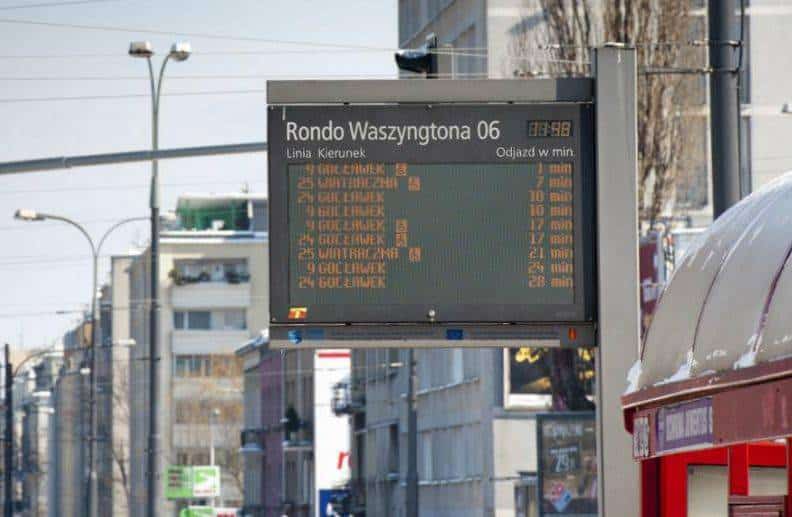 Rondo Waszyngtona 06
Linia Kierunek Odjazd w min.
9 GOCŁAWEK 1 min
25 WIATRACZNA 7 min
24 GOCŁAWEK 10 min
9 GOCŁAWEK 10 min
9 GOCŁAWEK 17 min
24 GOCŁAWEK 17 min
25 WIATRACZNA 21 min
9 GOCŁAWEK 24 min
24 GOCŁAWEK 28 min